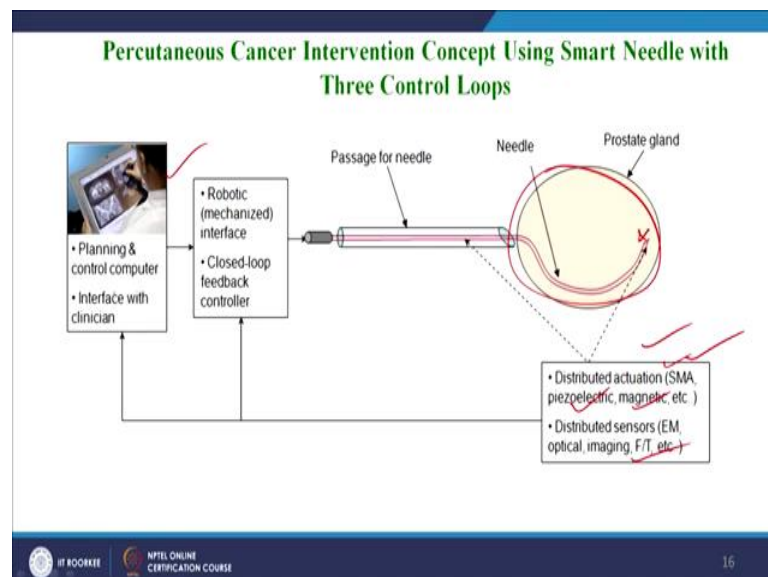 Percutaneous Cancer Intervention Concept Using Smart Needle with
Three Control Loops
• Planning &
control computer
• Interface with
clinician
• Robotic
(mechanized)
interface
• Closed-loop
feedback
controller
Passage for needle
Needle
Prostate gland
• Distributed actuation (SMA,
piezoelectric, magnetic, etc.)
• Distributed sensors (EM,
optical, imaging, F/T, etc.)
IIT ROORKEE
NPTEL ONLINE
CERTIFICATION COURSE
16